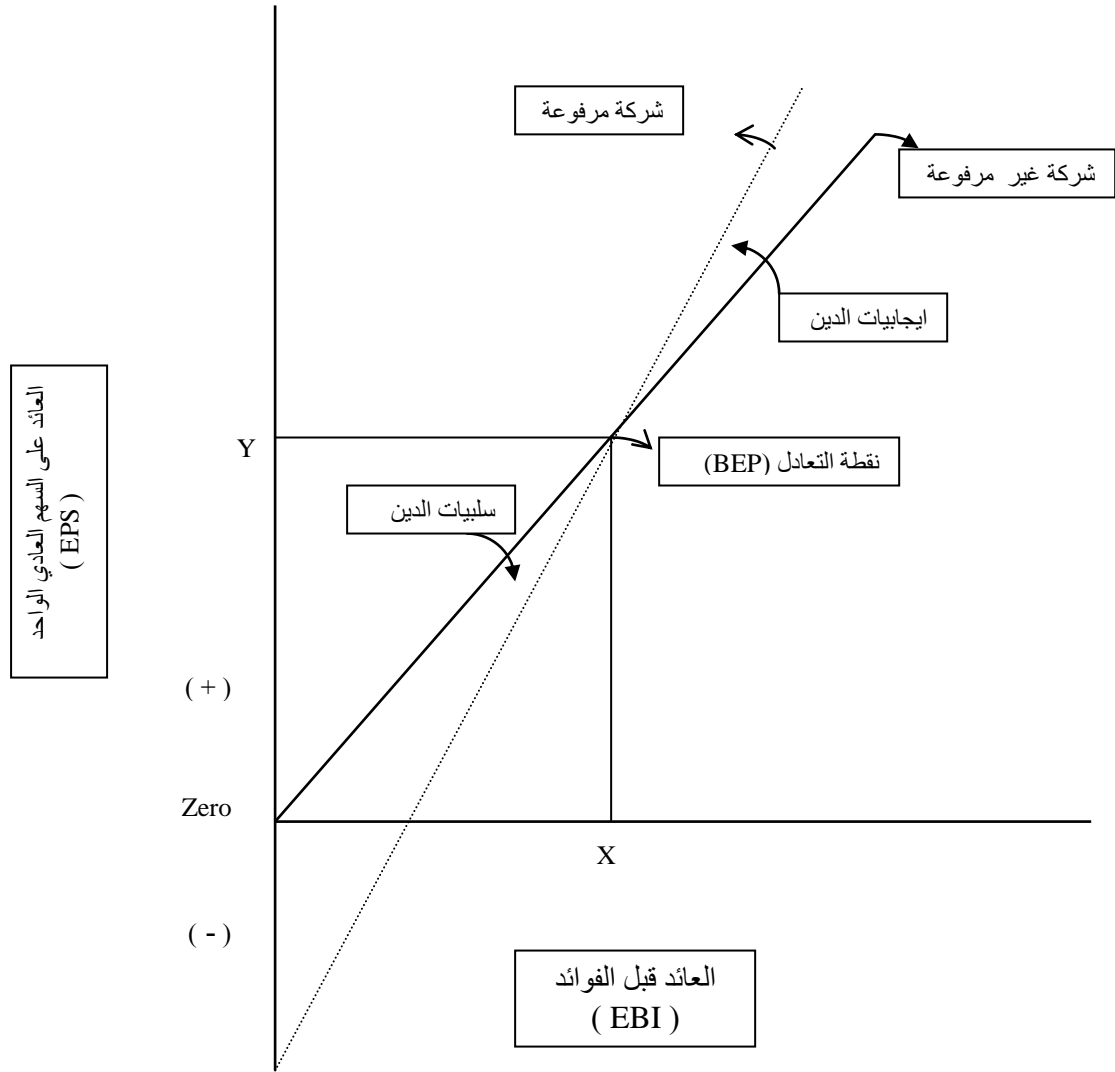 شركة مرفوعة
شركة غير مرفوعة
ايجابيات الدين
العائد على السهم العادي الواحد
( EPS )
Y
نقطة التعادل (BEP)
سلبيات الدين
( + )
Zero
X
( - )
العائد قبل الفوائد
( EBI )